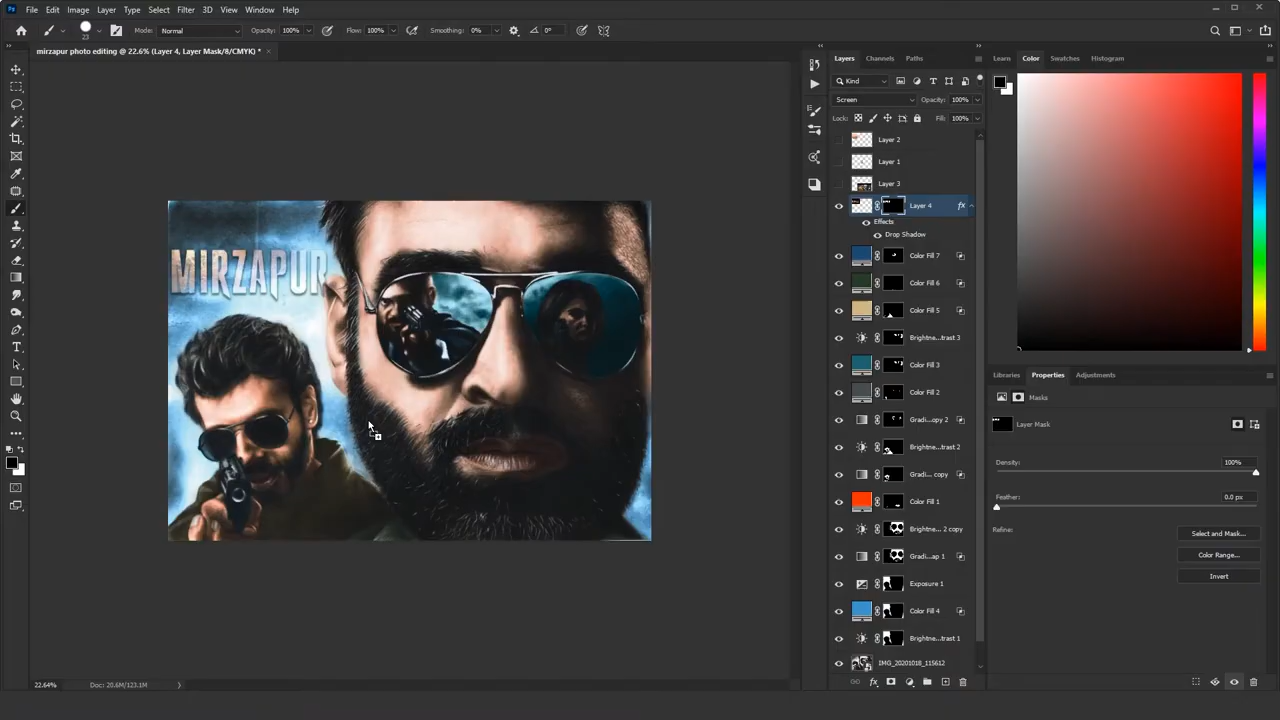 File Edit Image Layer Type Select Filter 3D View Window Help
Mode: Normal Opacity: 100% Flow: 100% Smoothing: 0% 0°
23
mirzapur photo editing @ 22.6% (Layer 4, Layer Mask/8/CMYK) *
Layers Channels Paths
Learn Color Swatches Histogram
Kind
Screen Opacity: 100%
Lock: Fill: 100%
Layer 2
Layer 1
Layer 3
Layer 4 fx
Effects
Drop Shadow
MIRZAPUR
Color Fill 7
Color Fill 6
Color Fill 5
Brightne...trast 3
Color Fill 3
Color Fill 2
Gradi...opy 2
Brightne...trast 2
Gradi... copy
Color Fill 1
Brightne... 2 copy
Gradi...ap 1
Exposure 1
Color Fill 4
Brightne...trast 1
IMG_20201018_115612
Libraries Properties Adjustments
Masks
Layer Mask
Density: 100%
Feather: 0.0 px
Refine:
Select and Mask...
Color Range...
Invert
22.64% Doc: 20.6M/123.1M